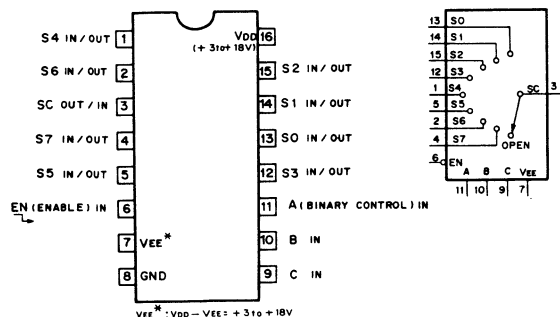 S4 IN/OUT 1
S6 IN/OUT 2
SC OUT/IN 3
S7 IN/OUT 4
S5 IN/OUT 5
EN (ENABLE) IN 6
7 VEE*
8 GND
VDD 16
(+ 3 to + 18V)
15 S2 IN/OUT
14 S1 IN/OUT
13 S0 IN/OUT
12 S3 IN/OUT
11 A (BINARY CONTROL) IN
10 B IN
9 C IN
VEE* : VDD – VEE = + 3 to + 18V
13 S0
14 S1
15 S2
12 S3
1 S4
5 S5
2 S6
4 S7
SC 3
OPEN
6 EN
A B C VEE
11 10 9 7